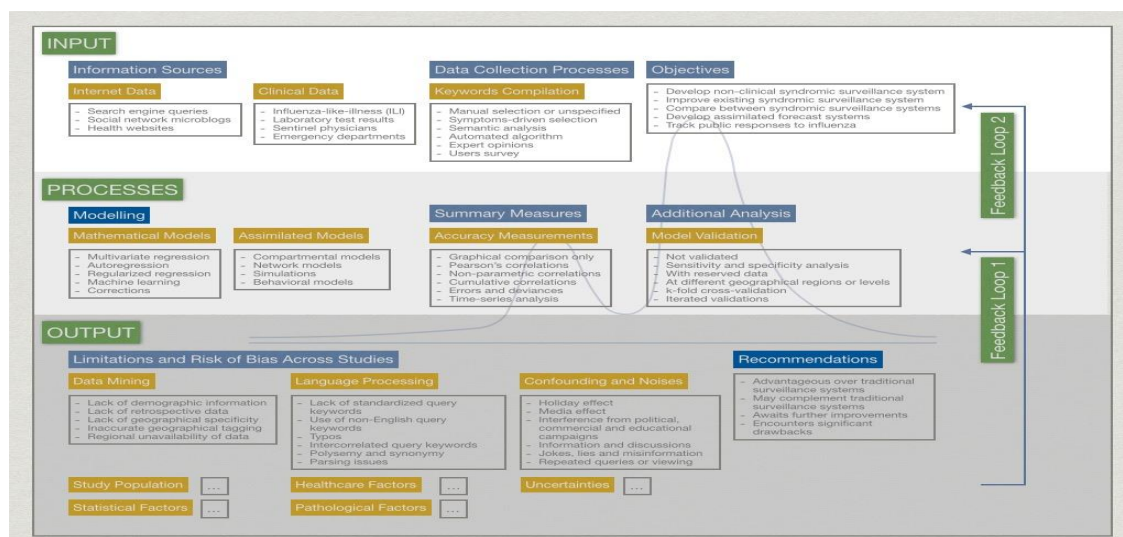 INPUT
Information Sources
Internet Data
- Search engine queries
- Social network microblogs
- Health websites
Clinical Data
- Influenza-like-illness (ILI)
- Laboratory test results
- Sentinel physicians
- Emergency departments
Data Collection Processes
Keywords Compilation
- Manual selection or unspecified
- Symptoms-driven selection
- Semantic analysis
- Automated algorithm
- Expert opinions
- Users survey
Objectives
- Develop non-clinical syndromic surveillance system
- Improve existing syndromic surveillance system
- Compare between syndromic surveillance systems
- Develop assimilated forecast systems
- Track public responses to influenza
Feedback Loop 2
PROCESSES
Modelling
Mathematical Models
- Multivariate regression
- Autoregression
- Regularized regression
- Machine learning
- Corrections
Assimilated Models
- Compartmental models
- Network models
- Simulations
- Behavioral models
Summary Measures
Accuracy Measurements
- Graphical comparison only
- Pearson's correlations
- Non-parametric correlations
- Cumulative correlations
- Errors and deviances
- Time-series analysis
Additional Analysis
Model Validation
- Not validated
- Sensitivity and specificity analysis
- With reserved data
- At different geographical regions or levels
- k-fold cross-validation
- Iterated validations
Feedback Loop 1
OUTPUT
Limitations and Risk of Bias Across Studies
Data Mining
- Lack of demographic information
- Lack of retrospective data
- Lack of geographical specificity
- Inaccurate geographical tagging
- Regional unavailability of data
Language Processing
- Lack of standardized query
keywords
- Use of non-English query
keywords
- Typos
- Intercorrelated query keywords
- Polysemy and synonymy
- Parsing issues
Confounding and Noises
- Holiday effect
- Media effect
- Interference from political,
commercial and educational
campaigns
- Information and discussions
- Jokes, lies and misinformation
- Repeated queries or viewing
Recommendations
- Advantageous over traditional
surveillance systems
- May complement traditional
surveillance systems
- Awaits further improvements
- Encounters significant
drawbacks
Study Population ...
Healthcare Factors ...
Uncertainties ...
Statistical Factors ...
Pathological Factors ...